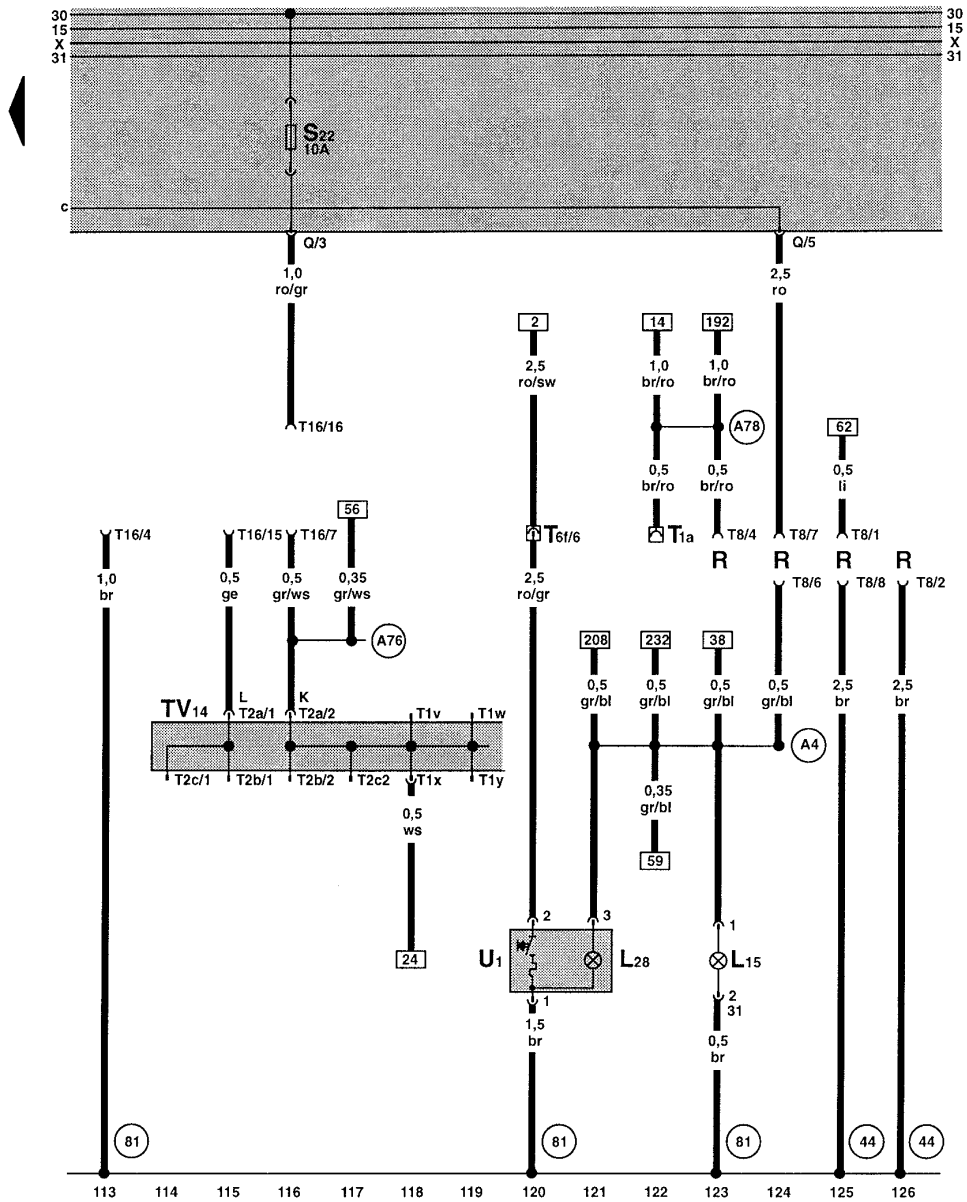 30 30
15 15
X X
31 31
S22
10A
C
Q/3 Q/5
1,0 2,5
ro/gr ro
2 14 192
2,5 1,0 1,0
ro/sw br/ro br/ro
T16/16 A78 62
0,5 0,5 0,5
br/ro br/ro li
56
T16/4 T16/15 T16/7 T6f/6 T1a T8/4 T8/7 T8/1
R R R R
1,0 0,5 0,5 0,35 2,5 T8/6 T8/8 T8/2
br ge gr/ws gr/ws ro/gr
A76 208 232 38
L K 0,5 0,5 0,5 0,5 2,5 2,5
gr/bl gr/bl gr/bl gr/bl br br
TV14 T2a/1 T2a/2 T1v T1w
A4
T2c/1 T2b/1 T2b/2 T2c2 T1x T1y
0,35
gr/bl
0,5
ws
59
2 3 1
24 U1 L28 L15
1 2
31
1,5 0,5
br br
81 81 81 44 44
113 114 115 116 117 118 119 120 121 122 123 124 125 126